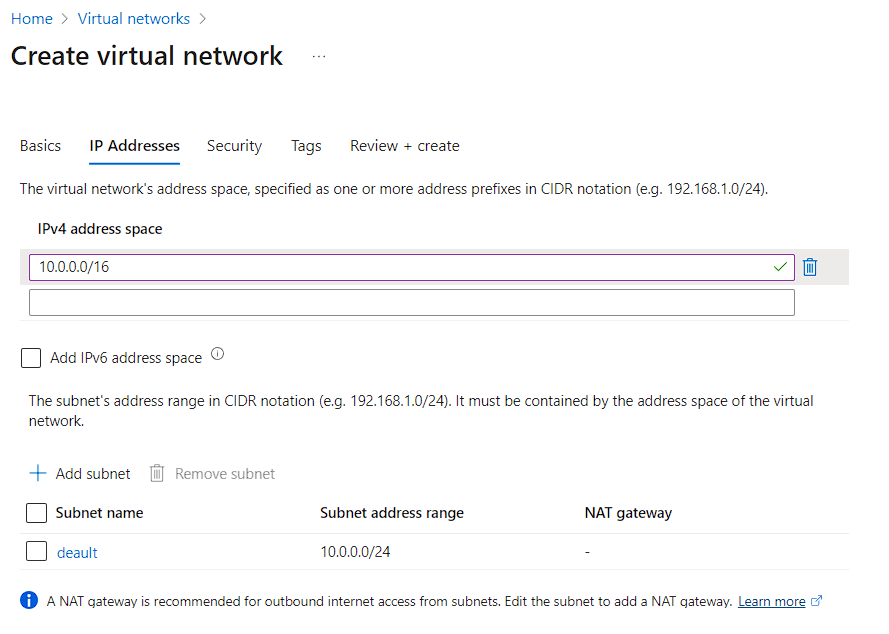 Home > Virtual networks >
Create virtual network ...
Basics IP Addresses Security Tags Review + create
The virtual network's address space, specified as one or more address prefixes in CIDR notation (e.g. 192.168.1.0/24).
IPv4 address space
10.0.0.0/16
Add IPv6 address space
The subnet's address range in CIDR notation (e.g. 192.168.1.0/24). It must be contained by the address space of the virtual
network.
+ Add subnet Remove subnet
Subnet name Subnet address range NAT gateway
deault 10.0.0.0/24 -
A NAT gateway is recommended for outbound internet access from subnets. Edit the subnet to add a NAT gateway. Learn more